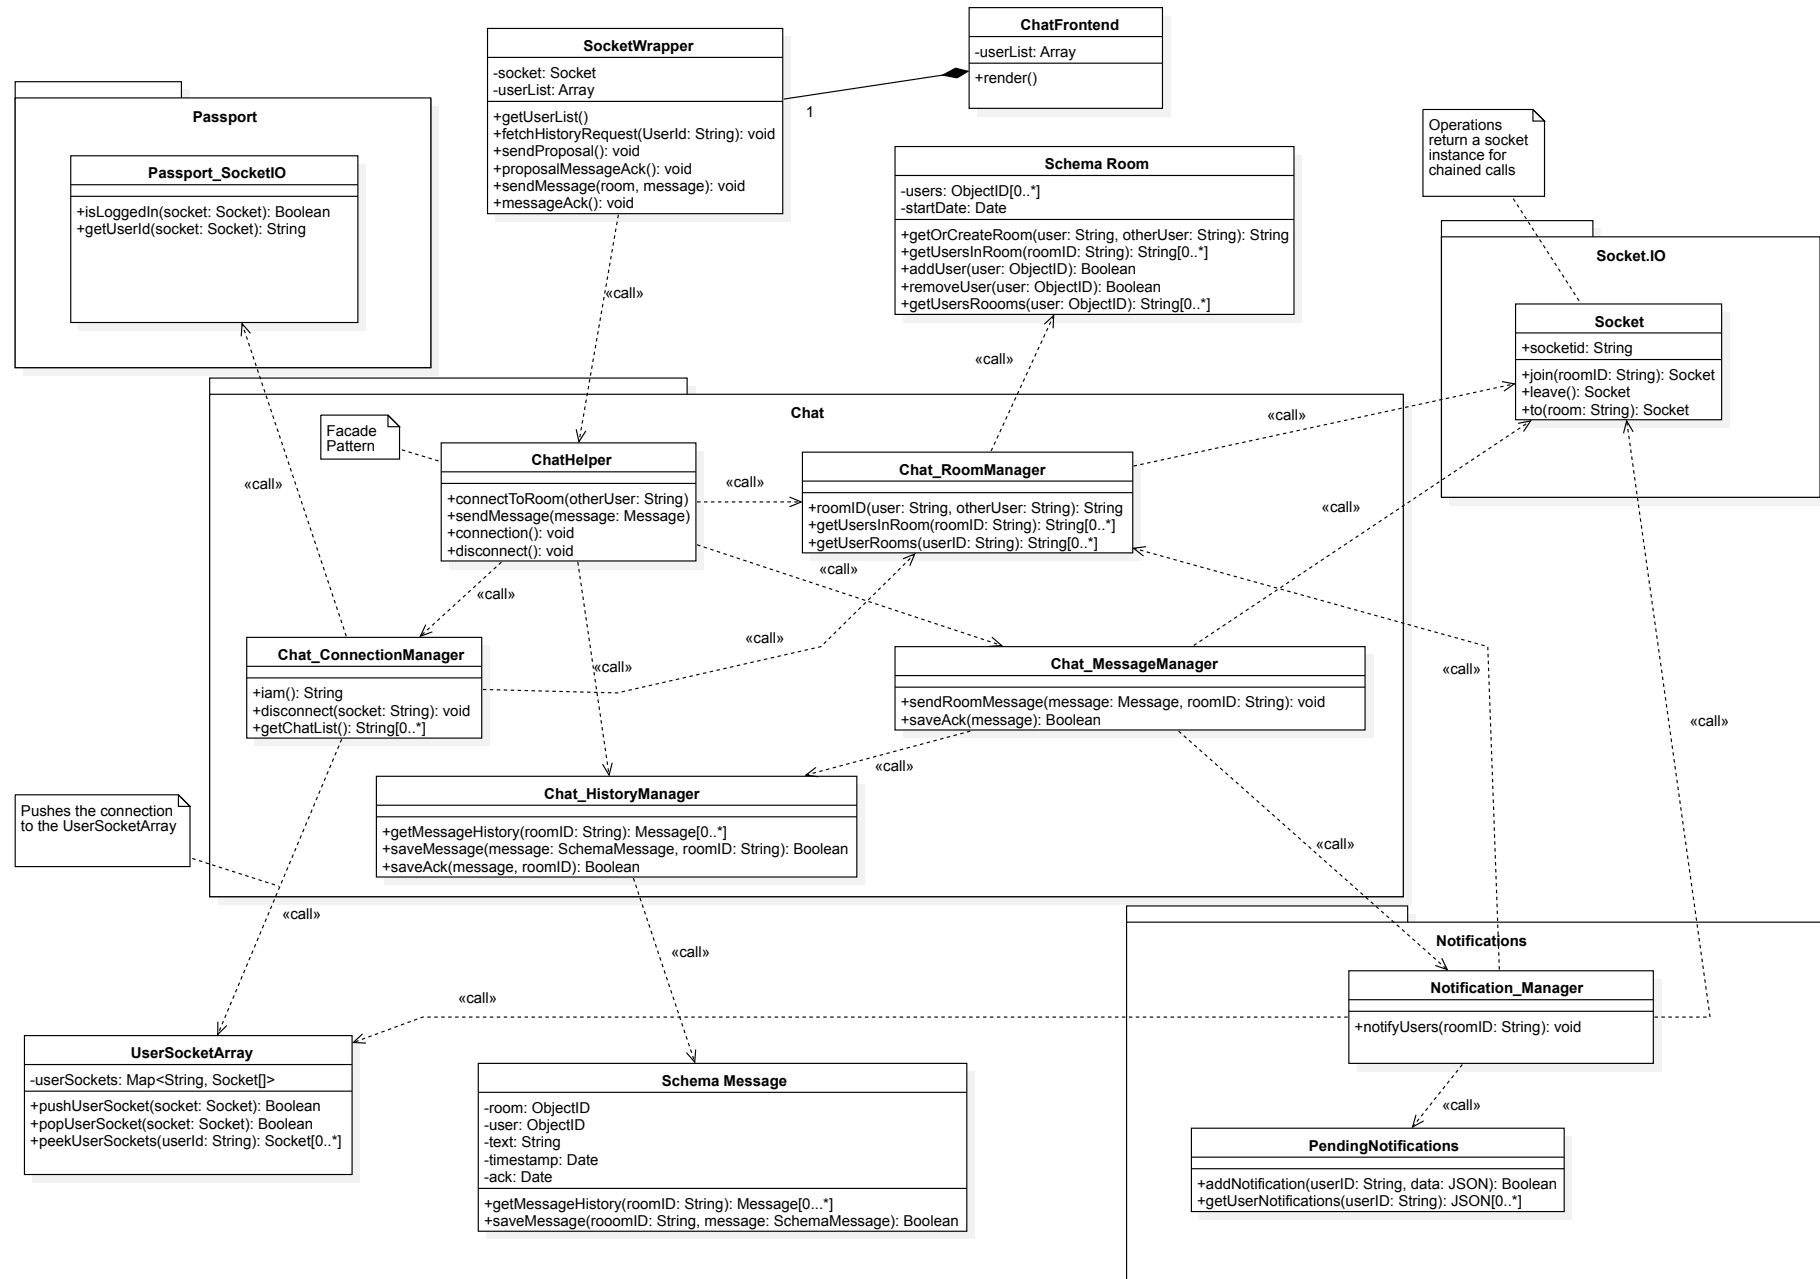 ChatFrontend
-userList: Array
+render()
SocketWrapper
-socket: Socket
-userList: Array
+getUserList()
+fetchHistoryRequest(UserId: String): void
+sendProposal(): void
+proposalMessageAck(): void
+sendMessage(room, message): void
+messageAck(): void
1
Passport
Passport_SocketIO
+isLoggedIn(socket: Socket): Boolean
+getUserId(socket: Socket): String
Schema Room
-users: ObjectID[0..*]
-startDate: Date
+getOrCreateRoom(user: String, otherUser: String): String
+getUsersInRoom(roomID: String): String[0..*]
+addUser(user: ObjectID): Boolean
+removeUser(user: ObjectID): Boolean
+getUsersRoooms(user: ObjectID): String[0..*]
Operations
return a socket
instance for
chained calls
Socket.IO
Socket
+socketid: String
+join(roomID: String): Socket
+leave(): Socket
+to(room: String): Socket
«call»
«call»
Chat
«call»
Facade
Pattern
ChatHelper
+connectToRoom(otherUser: String)
+sendMessage(message: Message)
+connection(): void
+disconnect(): void
«call»
«call»
Chat_RoomManager
+roomID(user: String, otherUser: String): String
+getUsersInRoom(roomID: String): String[0..*]
+getUserRooms(userID: String): String[0..*]
«call»
«call»
«call»
Chat_ConnectionManager
+iam(): String
+disconnect(socket: String): void
+getChatList(): String[0..*]
«call»
«call»
«call»
Chat_MessageManager
+sendRoomMessage(message: Message, roomID: String): void
+saveAck(message): Boolean
«call»
«call»
Chat_HistoryManager
+getMessageHistory(roomID: String): Message[0..*]
+saveMessage(message: SchemaMessage, roomID: String): Boolean
+saveAck(message, roomID): Boolean
Pushes the connection
to the UserSocketArray
«call»
«call»
«call»
Notifications
«call»
Notification_Manager
+notifyUsers(roomID: String): void
«call»
UserSocketArray
-userSockets: Map<String, Socket[]>
+pushUserSocket(socket: Socket): Boolean
+popUserSocket(socket: Socket): Boolean
+peekUserSockets(userId: String): Socket[0..*]
Schema Message
-room: ObjectID
-user: ObjectID
-text: String
-timestamp: Date
-ack: Date
+getMessageHistory(roomID: String): Message[0...*]
+saveMessage(rooomID: String, message: SchemaMessage): Boolean
«call»
PendingNotifications
+addNotification(userID: String, data: JSON): Boolean
+getUserNotifications(userID: String): JSON[0..*]